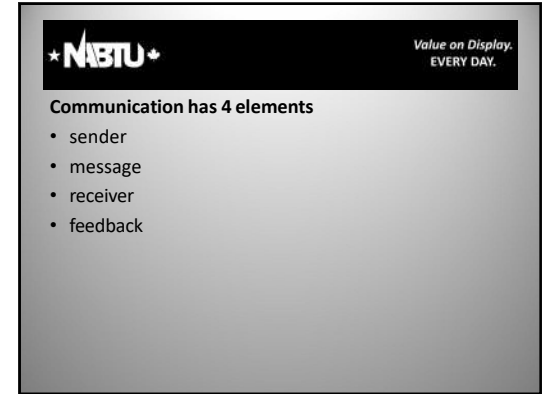 NABTU
Value on Display.
EVERY DAY.
Communication has 4 elements
• sender
• message
• receiver
• feedback